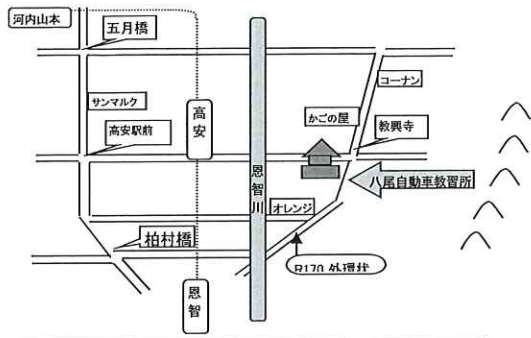 河内山本
五月橋
コーナン
サンマルク
高安
かごの屋
高安駅前
教興寺
恩智川
八尾自動車教習所
オレンジ
柏村橋
R170 外環状
恩智